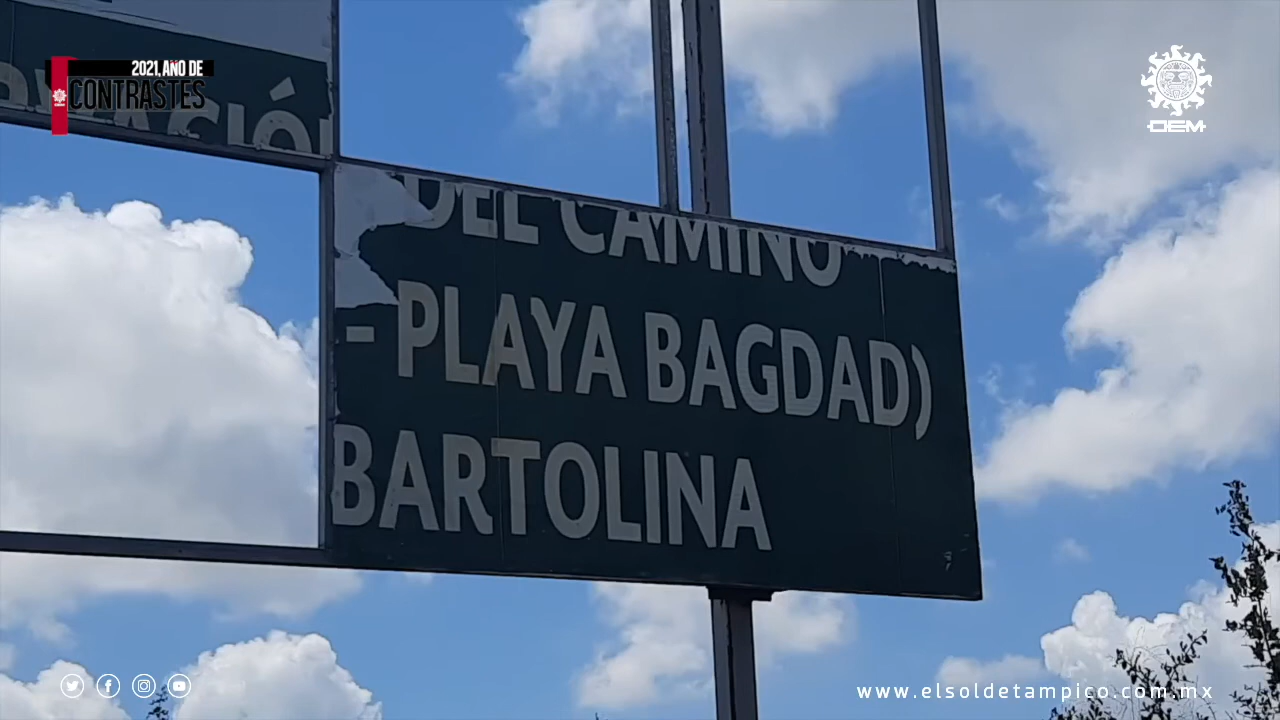 2021, AÑO DE
CONTRASTES
OEM
DEL CAMINO
- PLAYA BAGDAD)
BARTOLINA
www.elsoldetampico.com.mx